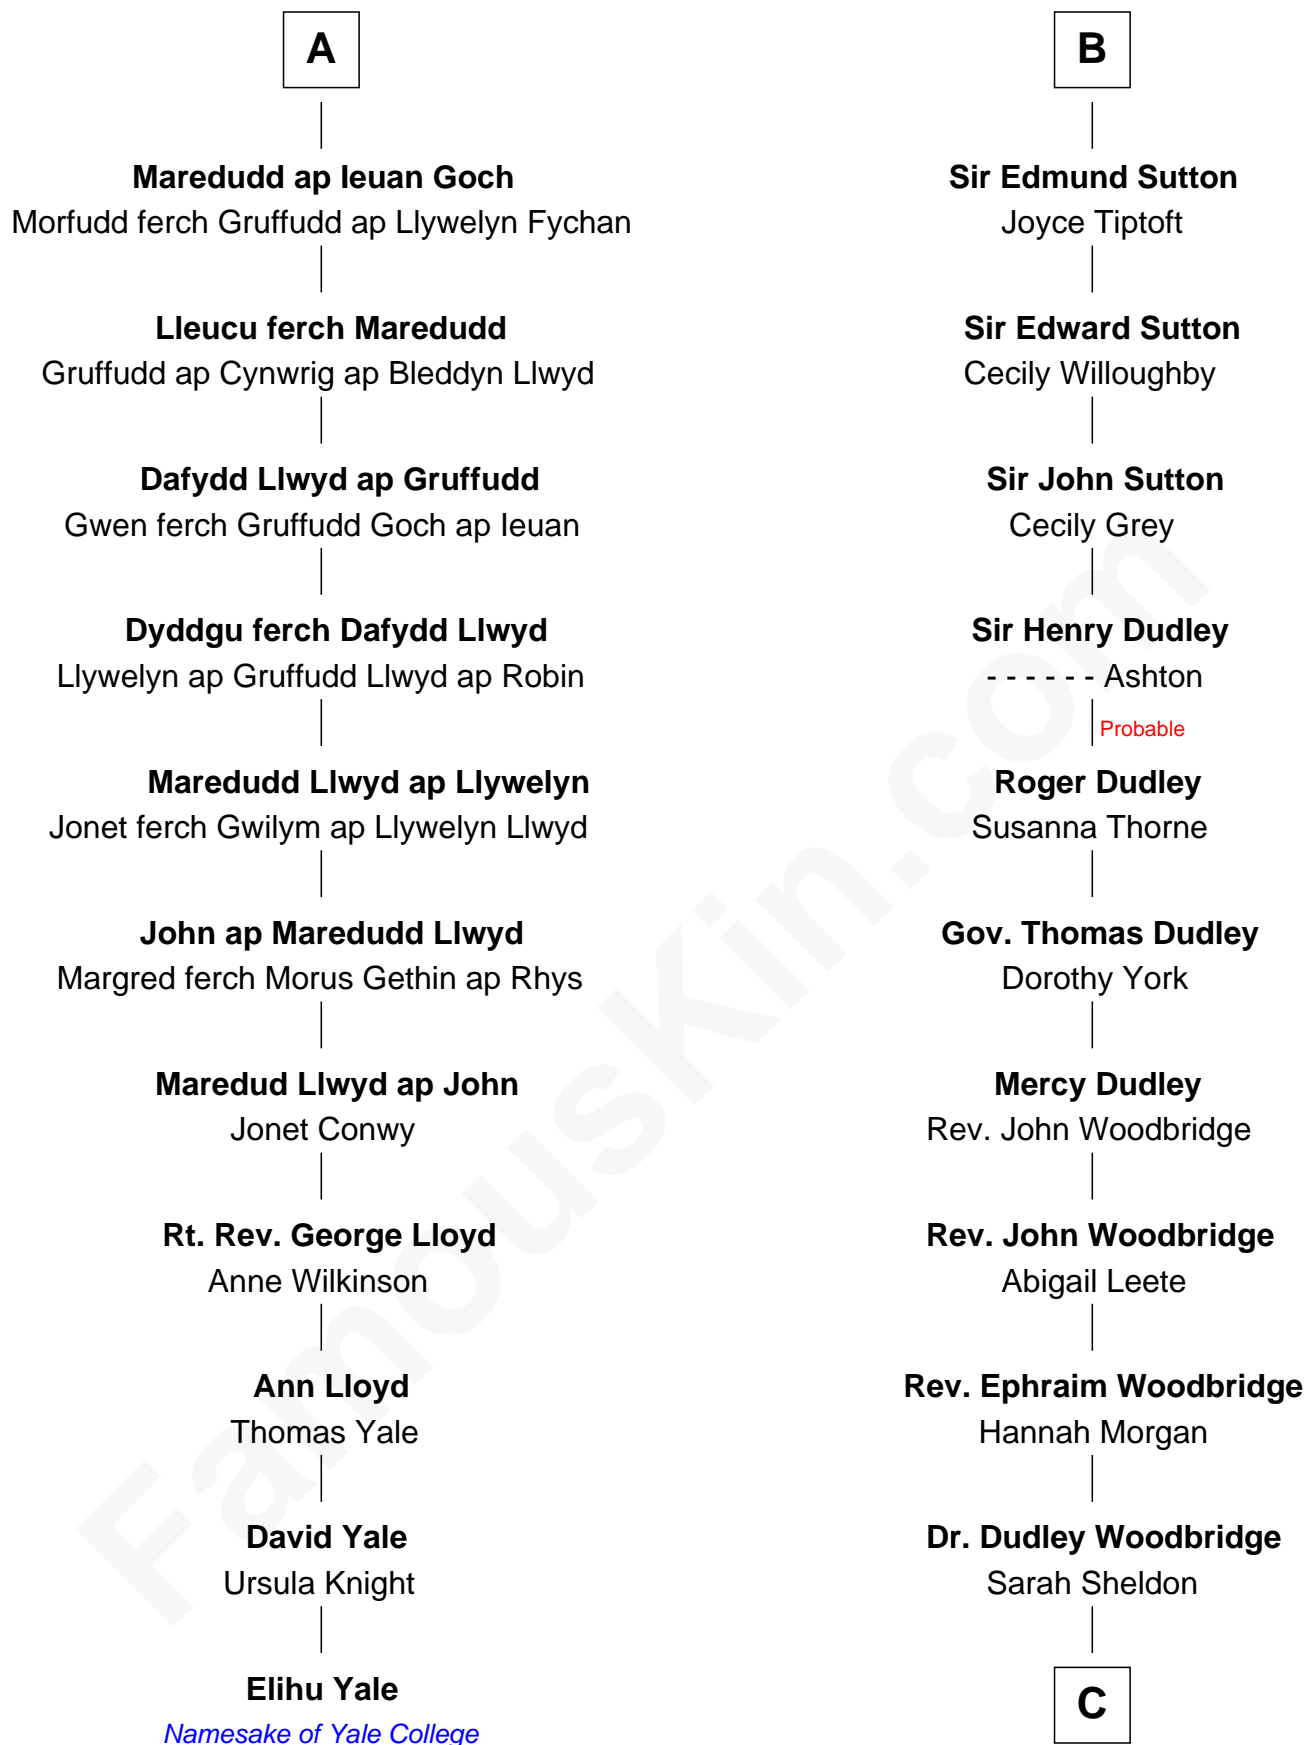 A
Maredudd ap Ieuan Goch
Morfudd ferch Gruffudd ap Llywelyn Fychan
Lleucu ferch Maredudd
Gruffudd ap Cynwrig ap Bleddyn Llwyd
Dafydd Llwyd ap Gruffudd
Gwen ferch Gruffudd Goch ap Ieuan
Dyddgu ferch Dafydd Llwyd
Llywelyn ap Gruffudd Llwyd ap Robin
Maredudd Llwyd ap Llywelyn
Jonet ferch Gwilym ap Llywelyn Llwyd
John ap Maredudd Llwyd
Margred ferch Morus Gethin ap Rhys
Maredud Llwyd ap John
Jonet Conwy
Rt. Rev. George Lloyd
Anne Wilkinson
Ann Lloyd
Thomas Yale
David Yale
Ursula Knight
Elihu Yale
Namesake of Yale College
B
Sir Edmund Sutton
Joyce Tiptoft
Sir Edward Sutton
Cecily Willoughby
Sir John Sutton
Cecily Grey
Sir Henry Dudley
- - - - - - Ashton
Probable
Roger Dudley
Susanna Thorne
Gov. Thomas Dudley
Dorothy York
Mercy Dudley
Rev. John Woodbridge
Rev. John Woodbridge
Abigail Leete
Rev. Ephraim Woodbridge
Hannah Morgan
Dr. Dudley Woodbridge
Sarah Sheldon
C
FamousKin.com